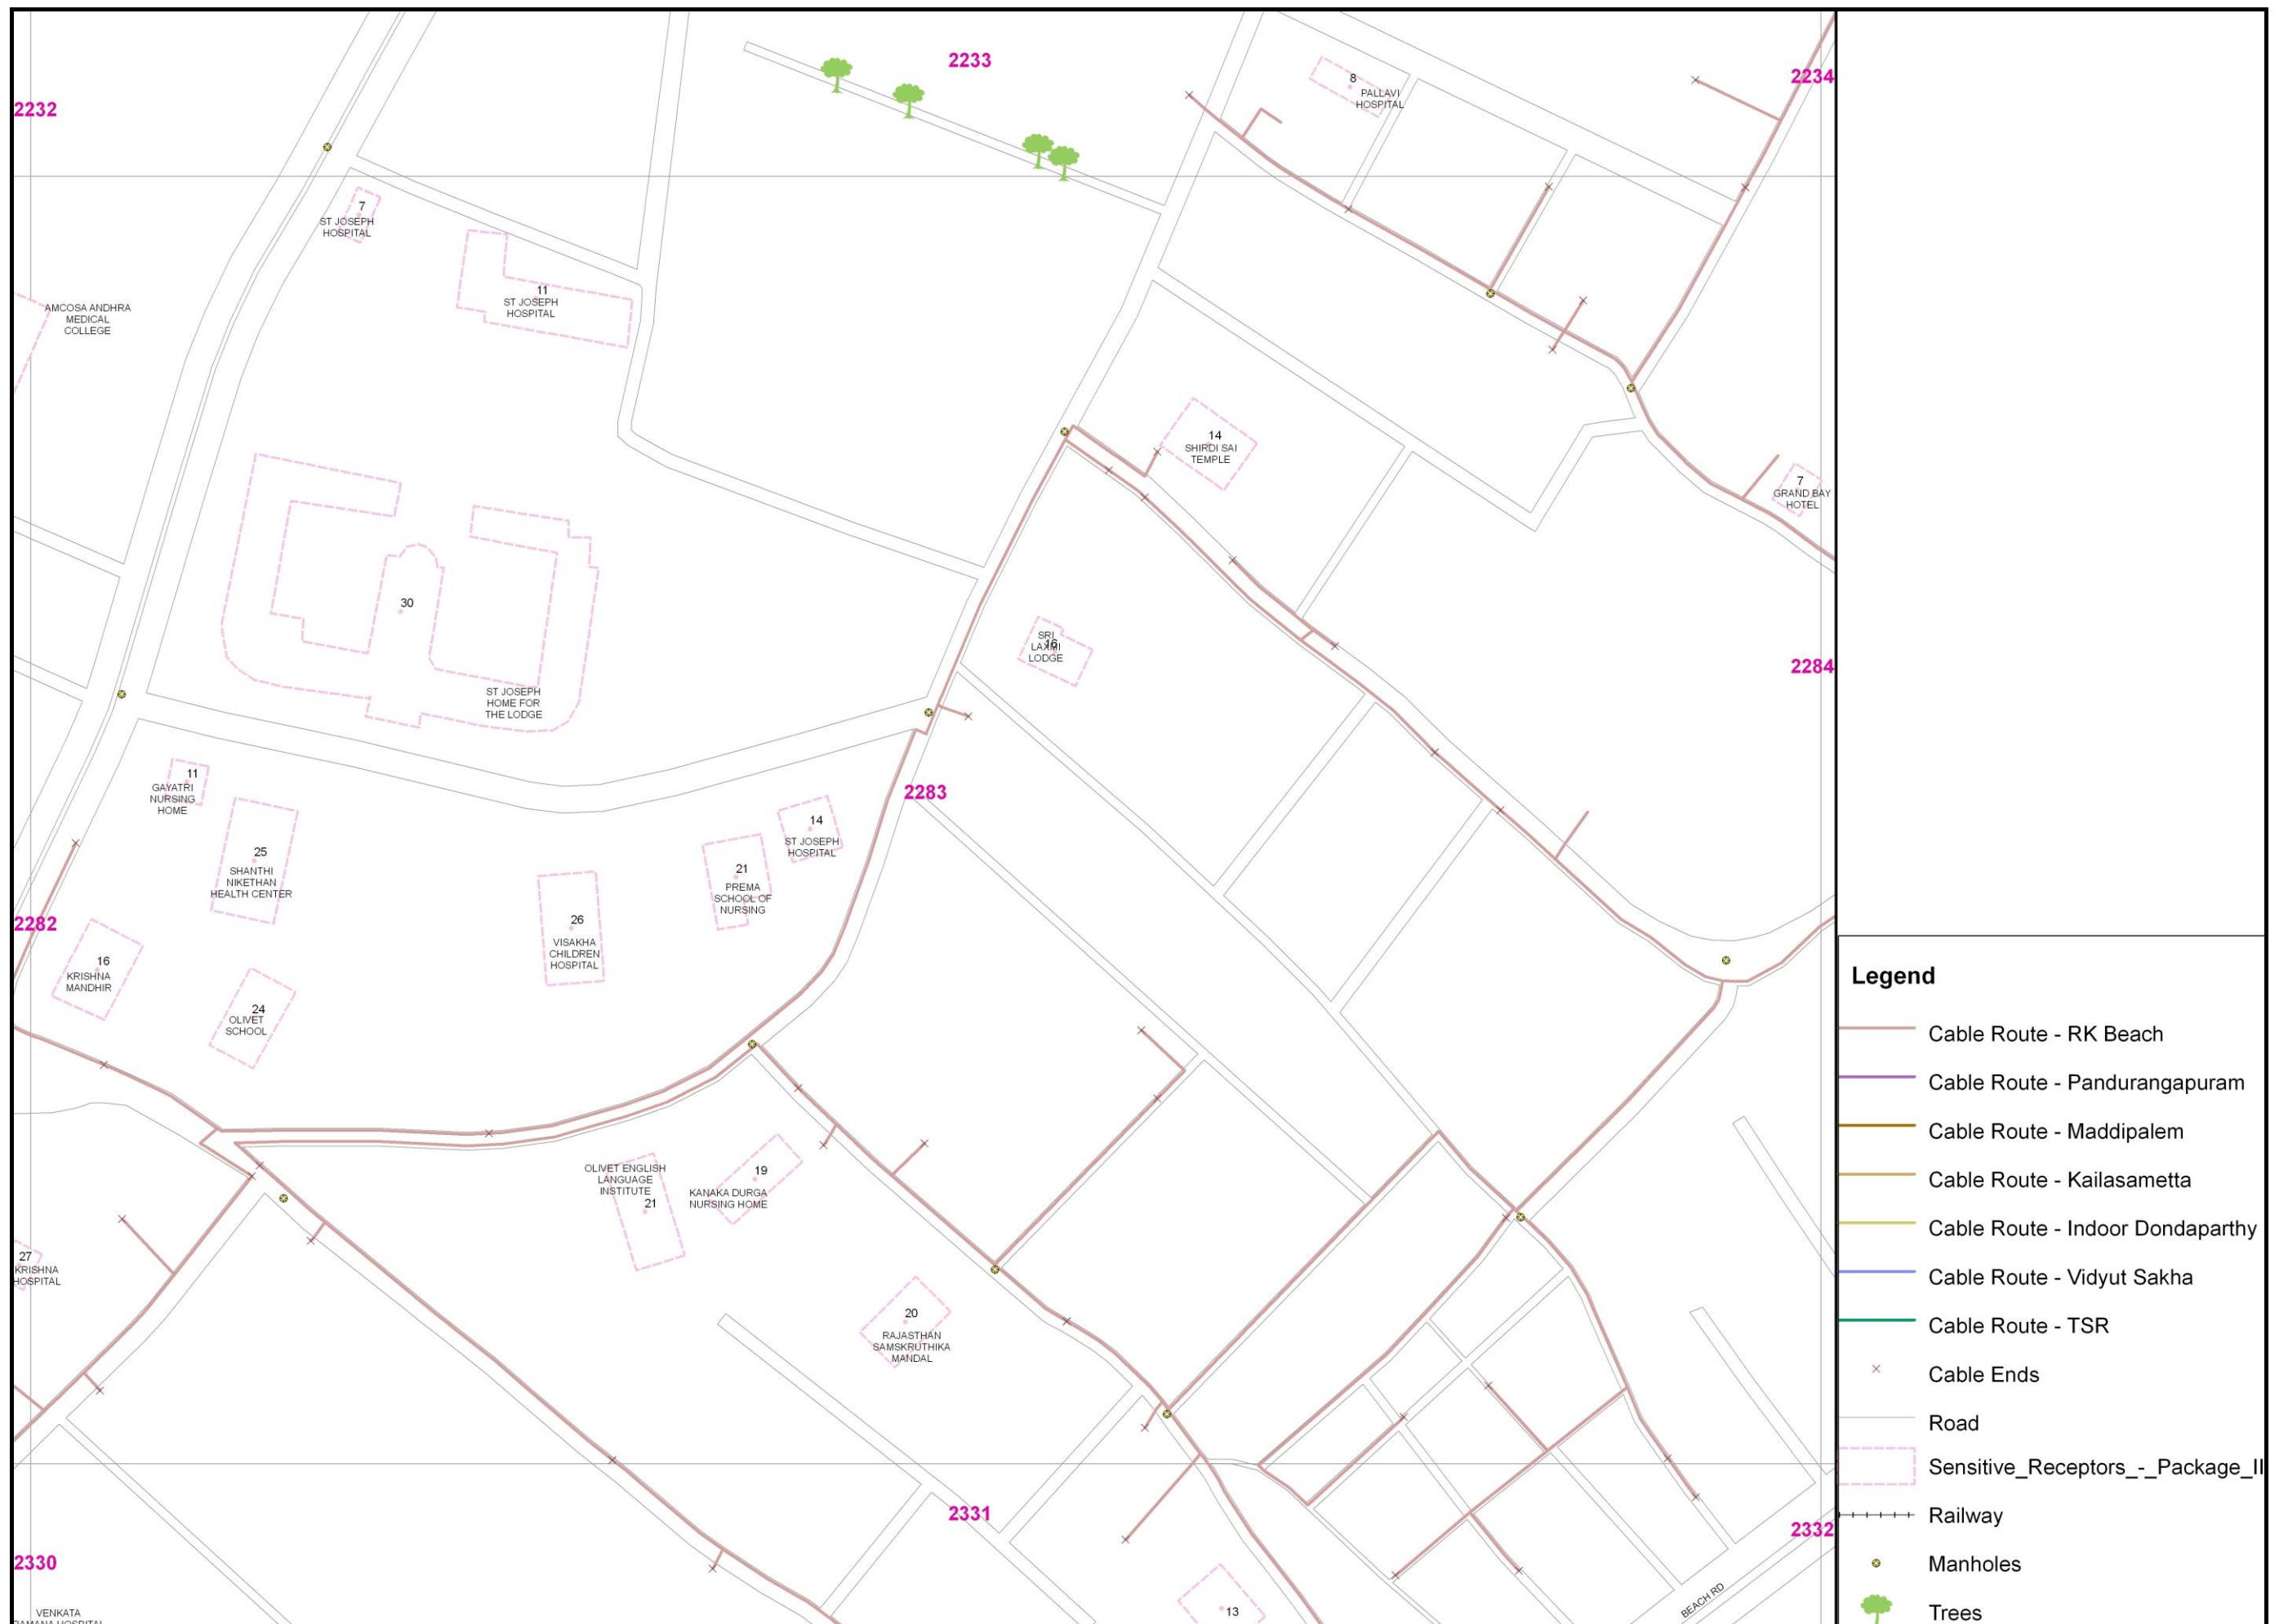 2233
2234
2232
8
PALLAVI
HOSPITAL
7
ST JOSEPH
HOSPITAL
11
ST JOSEPH
HOSPITAL
AMCOSA ANDHRA
MEDICAL
COLLEGE
14
SHIRDI SAI
TEMPLE
7
GRAND BAY
HOTEL
30
ST JOSEPH
HOME FOR
THE LODGE
SRI
LAXMI
LODGE
16
2284
2283
11
GAYATRI
NURSING
HOME
25
SHANTHI
NIKETHAN
HEALTH CENTER
14
ST JOSEPH
HOSPITAL
21
PREMA
SCHOOL OF
NURSING
26
VISAKHA
CHILDREN
HOSPITAL
2282
16
KRISHNA
MANDHIR
24
OLIVET
SCHOOL
OLIVET ENGLISH
LANGUAGE
INSTITUTE
21
19
KANAKA DURGA
NURSING HOME
27
KRISHNA
HOSPITAL
20
RAJASTHAN
SAMSKRUTHIKA
MANDAL
2331
2332
2330
13
BEACH RD
VENKATA
Legend
Cable Route - RK Beach
Cable Route - Pandurangapuram
Cable Route - Maddipalem
Cable Route - Kailasametta
Cable Route - Indoor Dondaparthy
Cable Route - Vidyut Sakha
Cable Route - TSR
Cable Ends
Road
Sensitive_Receptors_-_Package_II
Railway
Manholes
Trees